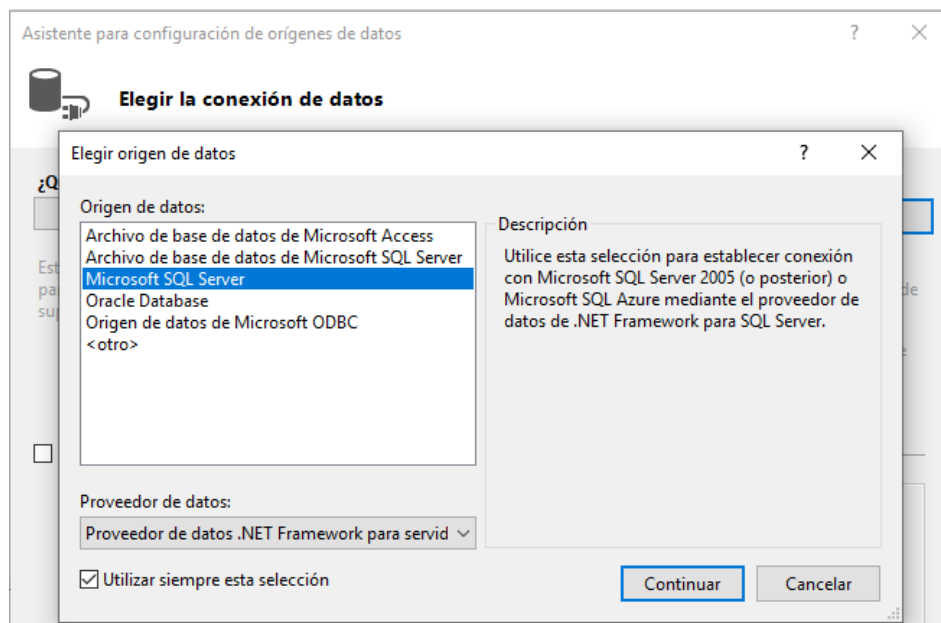 Asistente para configuración de orígenes de datos
?
Elegir la conexión de datos
Elegir origen de datos
?
¿Q
Origen de datos:
Archivo de base de datos de Microsoft Access
Archivo de base de datos de Microsoft SQL Server
Microsoft SQL Server
Oracle Database
Origen de datos de Microsoft ODBC
<otro>
Descripción
Utilice esta selección para establecer conexión
con Microsoft SQL Server 2005 (o posterior) o
Microsoft SQL Azure mediante el proveedor de
datos de .NET Framework para SQL Server.
Est
par
sup
de
Proveedor de datos:
Proveedor de datos .NET Framework para servid
Utilizar siempre esta selección
Continuar
Cancelar